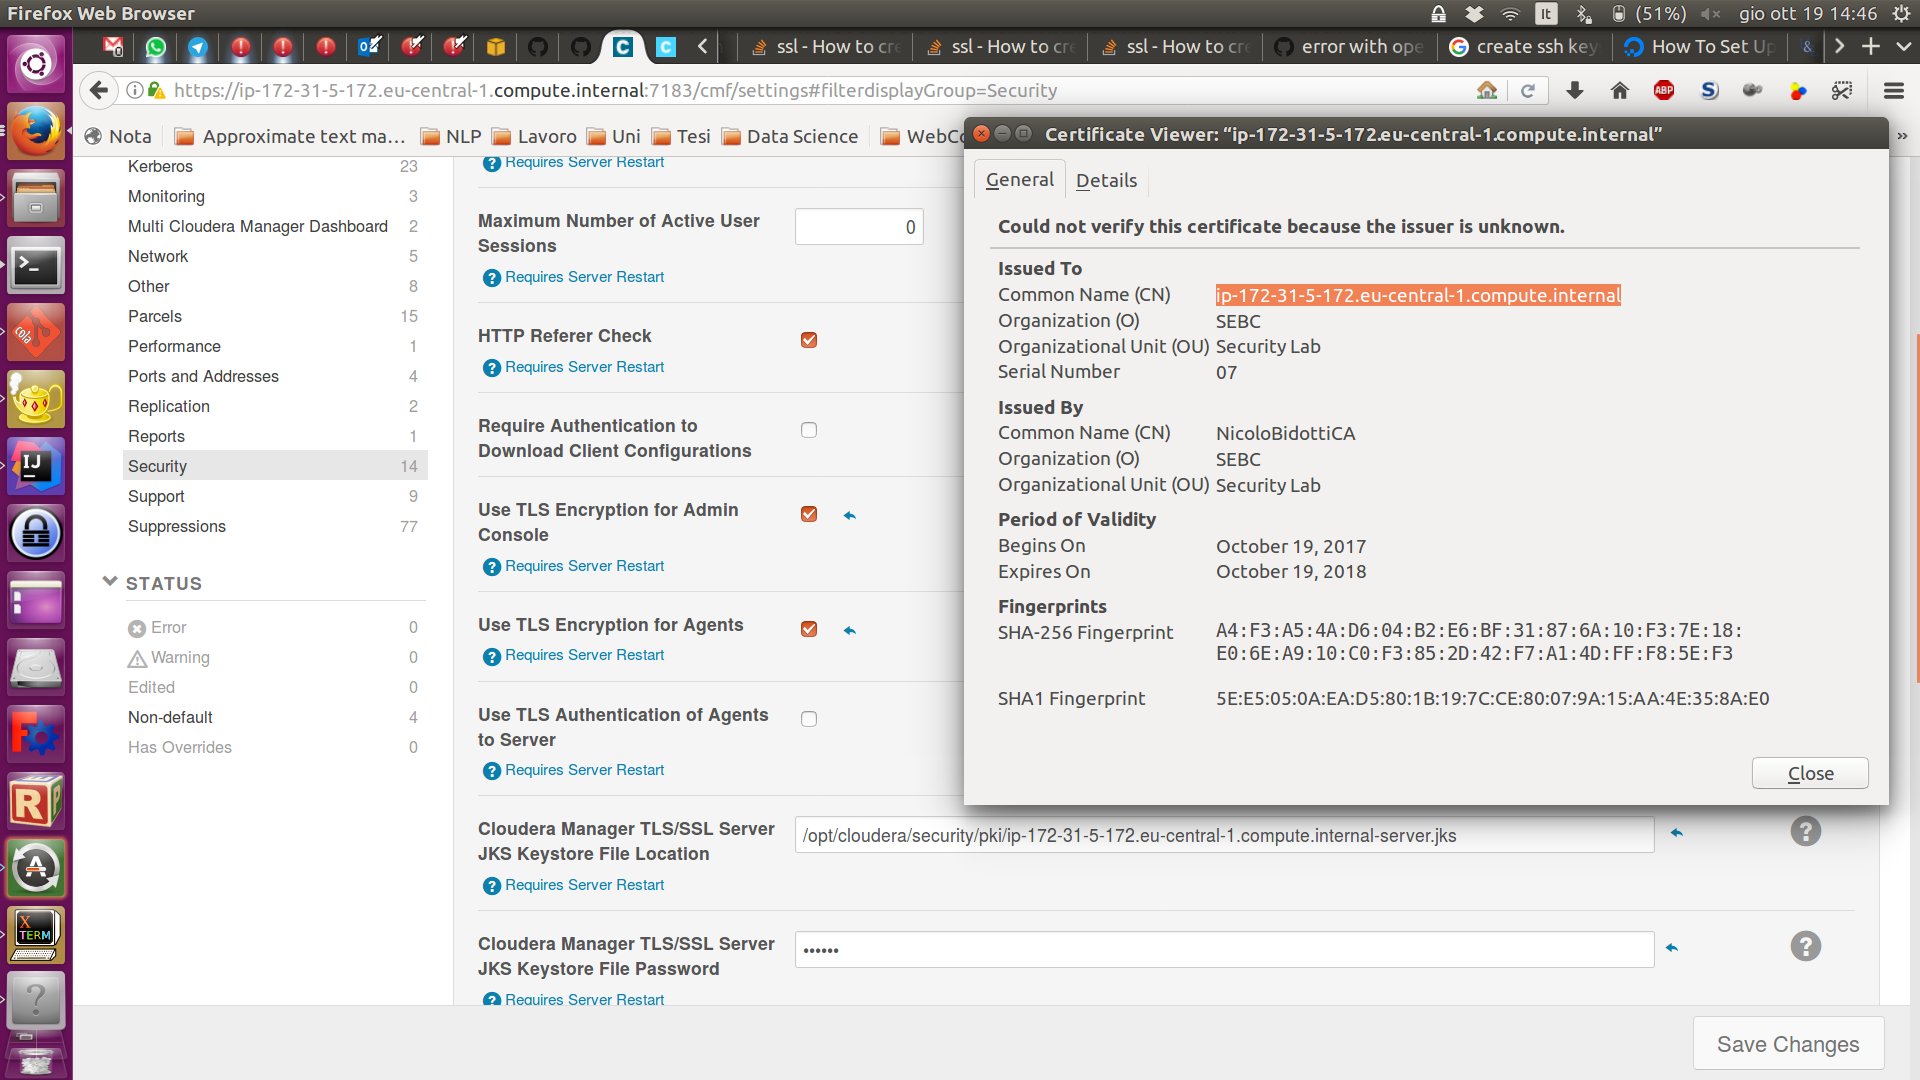 Firefox Web Browser
It
(51%)
gio ott 19 14:46
ssl - How to cre
ssl - How to cre
ssl - How to cre
error with ope
create ssh key
How To Set Up
&
https://ip-172-31-5-172.eu-central-1.compute.internal:7183/cmf/settings#filterdisplayGroup=Security
ABP
Nota
Approximate text ma...
NLP
Lavoro
Uni
Tesi
Data Science
WebCo
»
Kerberos 23
Monitoring 3
Multi Cloudera Manager Dashboard 2
Network 5
Other 8
Parcels 15
Performance 1
Ports and Addresses 4
Replication 2
Reports 1
Security 14
Support 9
Suppressions 77
STATUS
Error 0
Warning 0
Edited 0
Non-default 4
Has Overrides 0
Requires Server Restart
Maximum Number of Active User
Sessions
0
Requires Server Restart
HTTP Referer Check
Requires Server Restart
Require Authentication to
Download Client Configurations
Use TLS Encryption for Admin
Console
Requires Server Restart
Use TLS Encryption for Agents
Requires Server Restart
Use TLS Authentication of Agents
to Server
Requires Server Restart
Cloudera Manager TLS/SSL Server
JKS Keystore File Location
/opt/cloudera/security/pki/ip-172-31-5-172.eu-central-1.compute.internal-server.jks
Requires Server Restart
Cloudera Manager TLS/SSL Server
JKS Keystore File Password
••••••
Requires Server Restart
Save Changes
Certificate Viewer: “ip-172-31-5-172.eu-central-1.compute.internal”
General
Details
Could not verify this certificate because the issuer is unknown.
Issued To
Common Name (CN) ip-172-31-5-172.eu-central-1.compute.internal
Organization (O) SEBC
Organizational Unit (OU) Security Lab
Serial Number 07
Issued By
Common Name (CN) NicoloBidottiCA
Organization (O) SEBC
Organizational Unit (OU) Security Lab
Period of Validity
Begins On October 19, 2017
Expires On October 19, 2018
Fingerprints
SHA-256 Fingerprint A4:F3:A5:4A:D6:04:B2:E6:BF:31:87:6A:10:F3:7E:18:
E0:6E:A9:10:C0:F3:85:2D:42:F7:A1:4D:FF:F8:5E:F3
SHA1 Fingerprint 5E:E5:05:0A:EA:D5:80:1B:19:7C:CE:80:07:9A:15:AA:4E:35:8A:E0
Close
cola
IJ
R
A
X
TERM